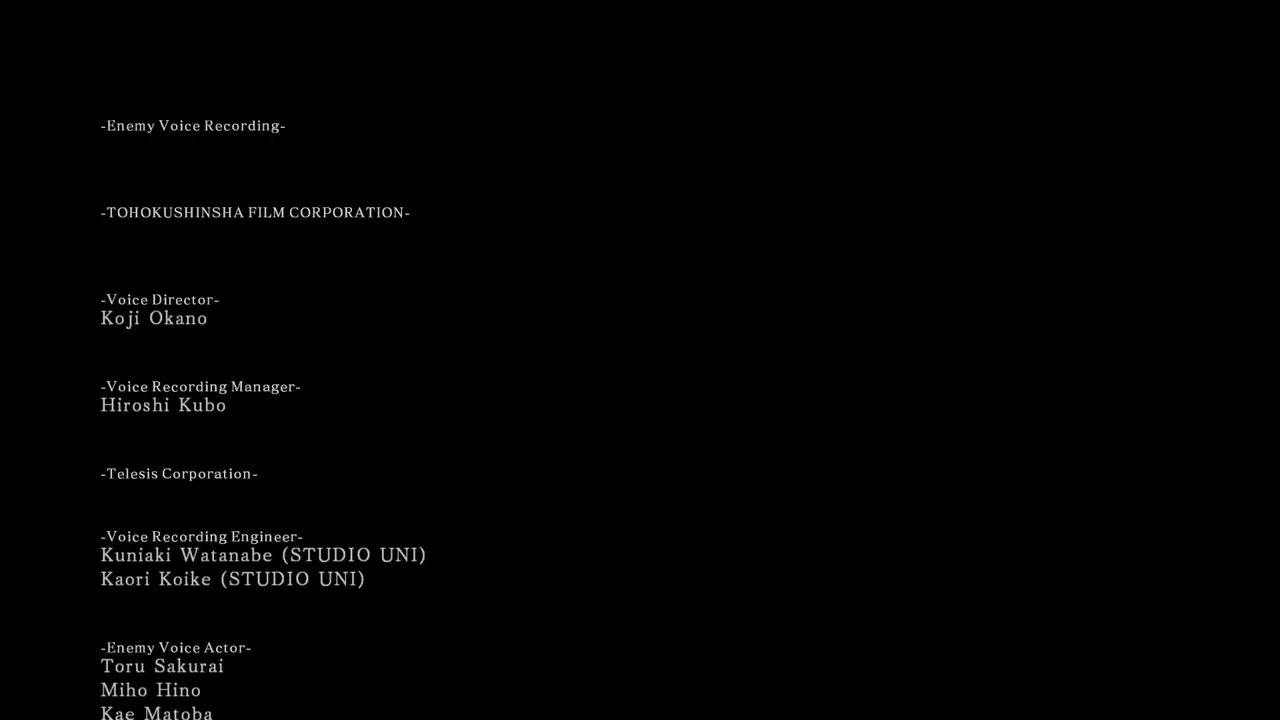 -Enemy Voice Recording-
-TOHOKUSHINSHA FILM CORPORATION-
-Voice Director-
Koji Okano
-Voice Recording Manager-
Hiroshi Kubo
-Telesis Corporation-
-Voice Recording Engineer-
Kuniaki Watanabe (STUDIO UNI)
Kaori Koike (STUDIO UNI)
-Enemy Voice Actor-
Toru Sakurai
Miho Hino
Kae Matoba